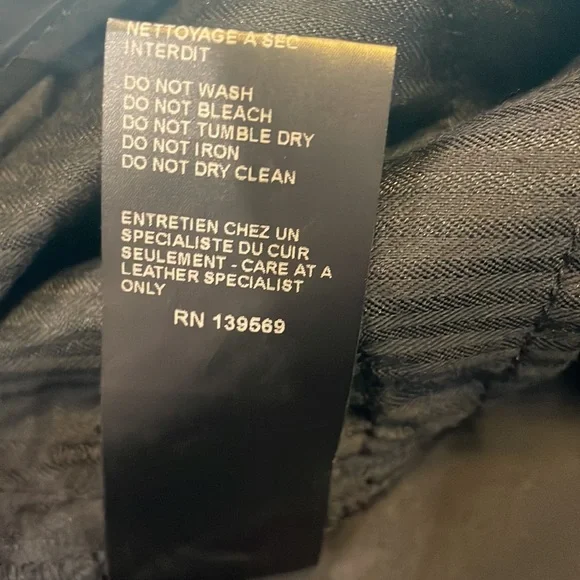 NETTOYAGE A SEC
INTERDIT
DO NOT WASH
DO NOT BLEACH
DO NOT TUMBLE DRY
DO NOT IRON
DO NOT DRY CLEAN
ENTRETIEN CHEZ UN
SPECIALISTE DU CUIR
SEULEMENT - CARE AT A
LEATHER SPECIALIST
ONLY
RN 139569